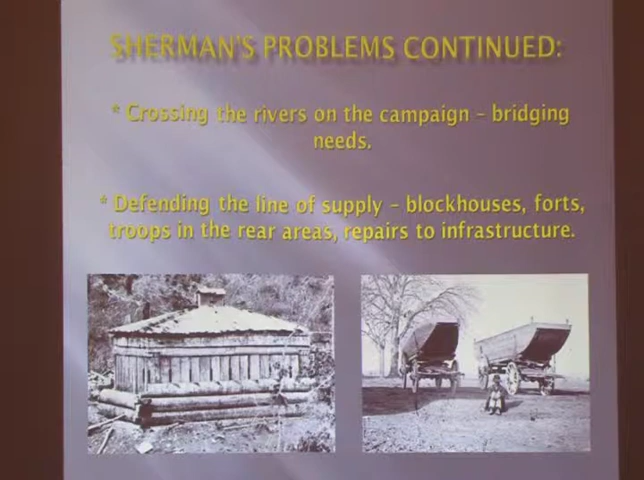 SHERMAN'S PROBLEMS CONTINUED:
* Crossing the rivers on the campaign – bridging
needs.
* Defending the line of supply – blockhouses, forts,
troops in the rear areas, repairs to infrastructure.